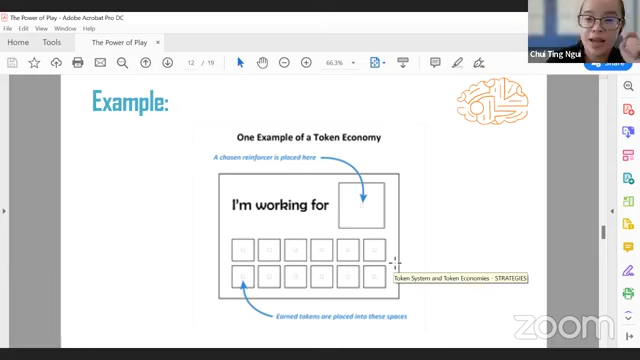 The Power of Play - Adobe Acrobat Pro DC
File Edit View Sign Window Help
Home Tools The Power of Play
12 / 19 66.3% Share
Chui Ting Ngui
Example:
One Example of a Token Economy
A chosen reinforcer is placed here
I'm working for
Token System and Token Economies - STRATEGIES
Earned tokens are placed into these spaces
zoom